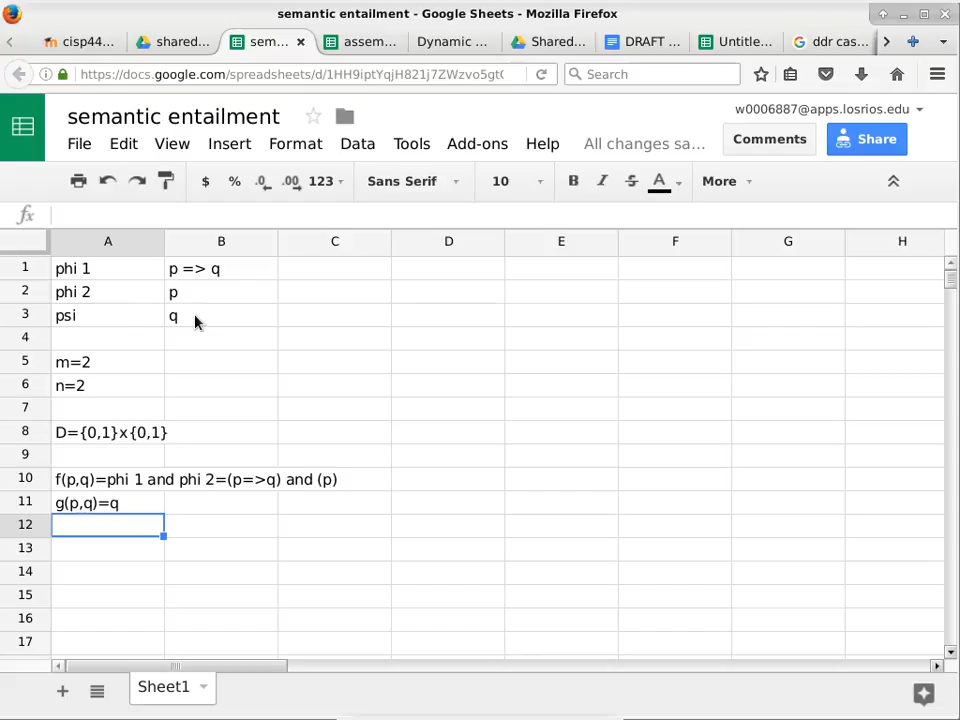 semantic entailment - Google Sheets - Mozilla Firefox
cisp44... shared... sem... assem... Dynamic ... Shared... DRAFT ... Untitle... ddr cas...
https://docs.google.com/spreadsheets/d/1HH9iptYqjH821j7ZWzvo5gt( Search
semantic entailment
w0006887@apps.losrios.edu
File Edit View Insert Format Data Tools Add-ons Help All changes sa... Comments Share
$ % .0 .00 123 Sans Serif 10 B I S A More
fx
A B C D E F G H
1 phi 1 p => q
2 phi 2 p
3 psi q
4
5 m=2
6 n=2
7
8 D={0,1}x{0,1}
9
10 f(p,q)=phi 1 and phi 2=(p=>q) and (p)
11 g(p,q)=q
12
13
14
15
16
17
Sheet1